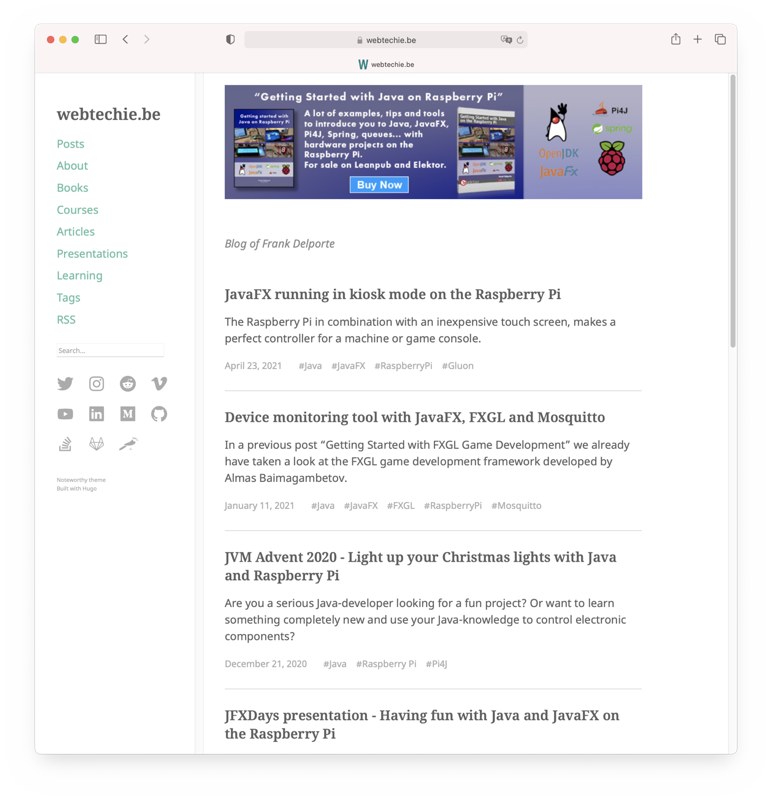 webtechie.be
webtechie.be
webtechie.be
Posts
About
Books
Courses
Articles
Presentations
Learning
Tags
RSS
Search...
Noteworthy theme
Built with Hugo
"Getting Started with Java on Raspberry Pi"
Getting started with
Java on Raspberry Pi
A lot of examples, tips and tools
to introduce you to Java, JavaFX,
Pi4J, Spring, queues... with
hardware projects on the
Raspberry Pi.
For sale on Leanpub and Elektor.
Buy Now
Pi4J
spring
OpenJDK
JavaFX
Blog of Frank Delporte
JavaFX running in kiosk mode on the Raspberry Pi
The Raspberry Pi in combination with an inexpensive touch screen, makes a
perfect controller for a machine or game console.
April 23, 2021 #Java #JavaFX #RaspberryPi #Gluon
Device monitoring tool with JavaFX, FXGL and Mosquitto
In a previous post “Getting Started with FXGL Game Development” we already
have taken a look at the FXGL game development framework developed by
Almas Baimagambetov.
January 11, 2021 #Java #JavaFX #FXGL #RaspberryPi #Mosquitto
JVM Advent 2020 - Light up your Christmas lights with Java
and Raspberry Pi
Are you a serious Java-developer looking for a fun project? Or want to learn
something completely new and use your Java-knowledge to control electronic
components?
December 21, 2020 #Java #Raspberry Pi #Pi4J
JFXDays presentation - Having fun with Java and JavaFX on
the Raspberry Pi